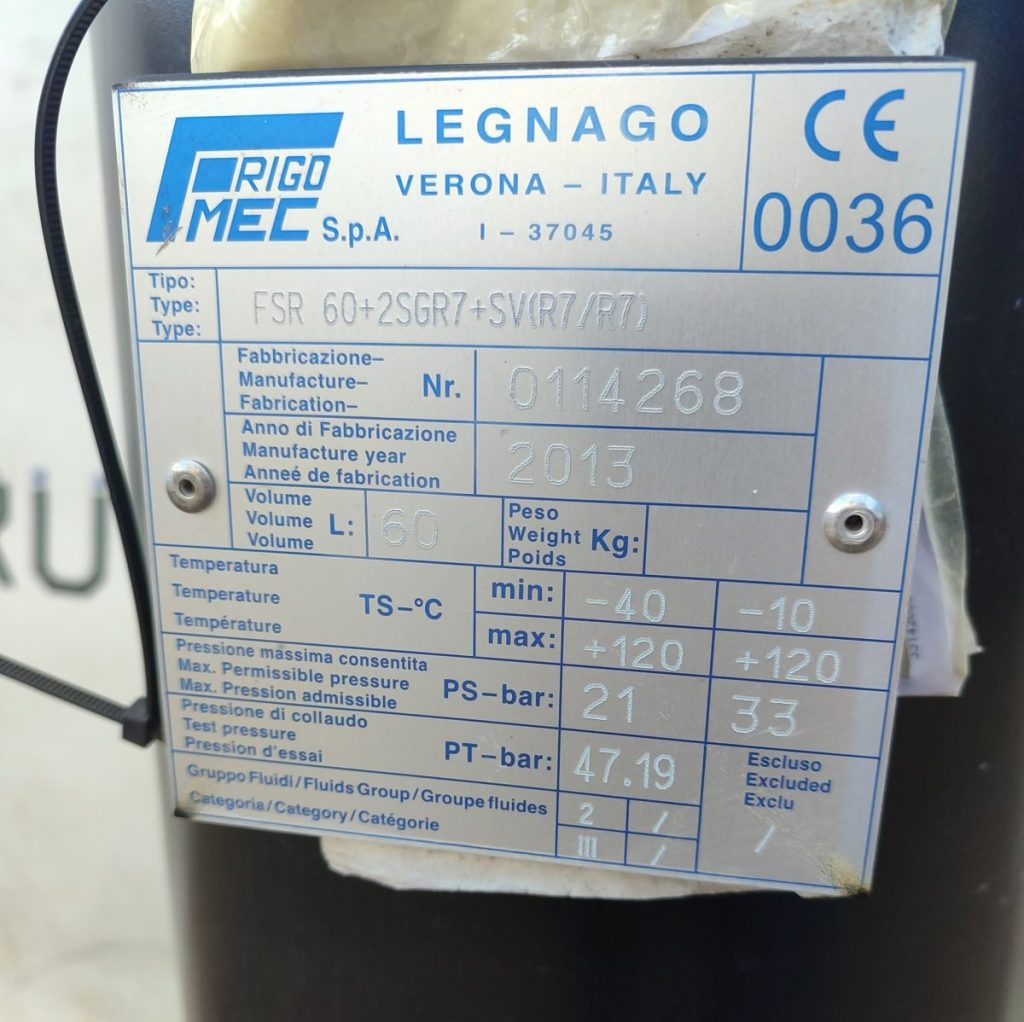 FRIGO
MEC S.p.A.
LEGNAGO
VERONA – ITALY
I – 37045
CE
0036
Tipo:
Type:
Type:
FSR 60+2SGR7+SV(R7/R7)
Fabbricazione–
Manufacture–
Fabrication–
Nr.
0114268
Anno di Fabbricazione
Manufacture year
Anneé de fabrication
2013
Volume
Volume
Volume
L:
60
Peso
Weight
Poids
Kg:
Temperatura
Temperature
Température
TS–°C
min:
-40
-10
max:
+120
+120
Pressione massima consentita
Max. Permissible pressure
Max. Pression admissible
PS–bar:
21
33
Pressione di collaudo
Test pressure
Pression d'essai
PT–bar:
47.19
Escluso
Excluded
Exclu
/
Gruppo Fluidi/Fluids Group/Groupe fluides
2 /
Categoria/Category/Catégorie
III /
RÜ